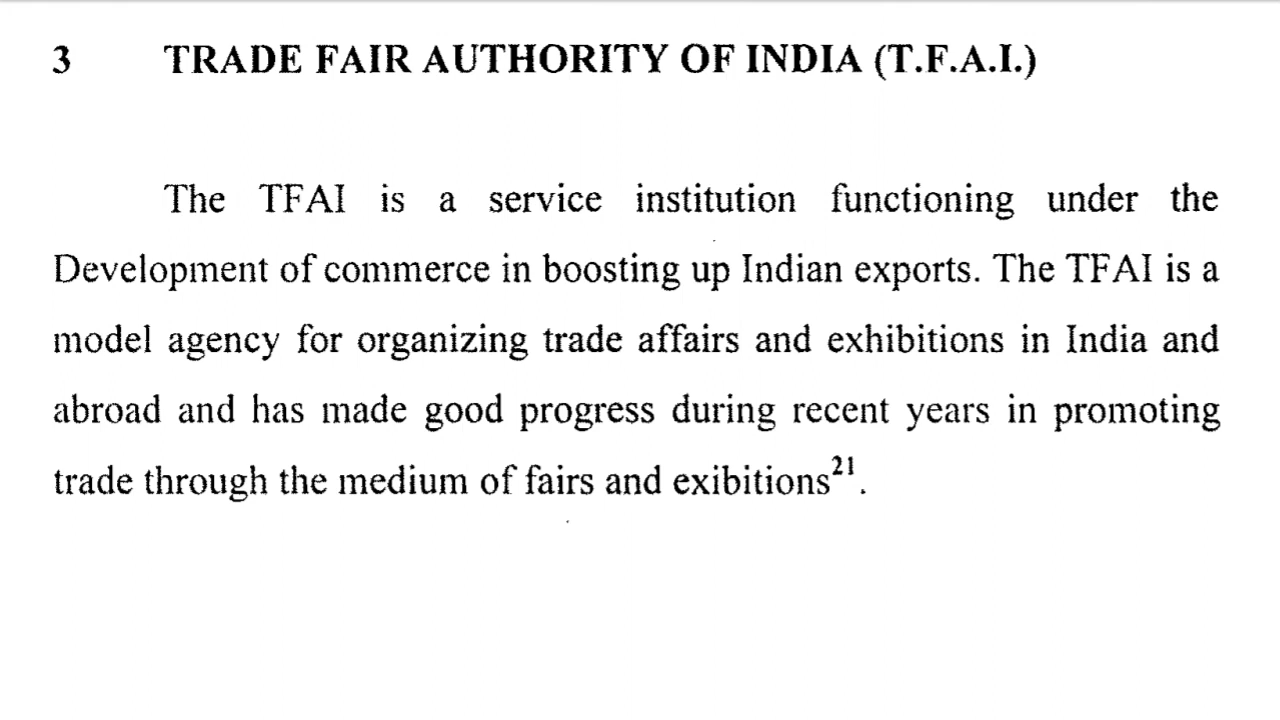 3 TRADE FAIR AUTHORITY OF INDIA (T.F.A.I.)
The TFAI is a service institution functioning under the
Development of commerce in boosting up Indian exports. The TFAI is a
model agency for organizing trade affairs and exhibitions in India and
abroad and has made good progress during recent years in promoting
trade through the medium of fairs and exibitions21.